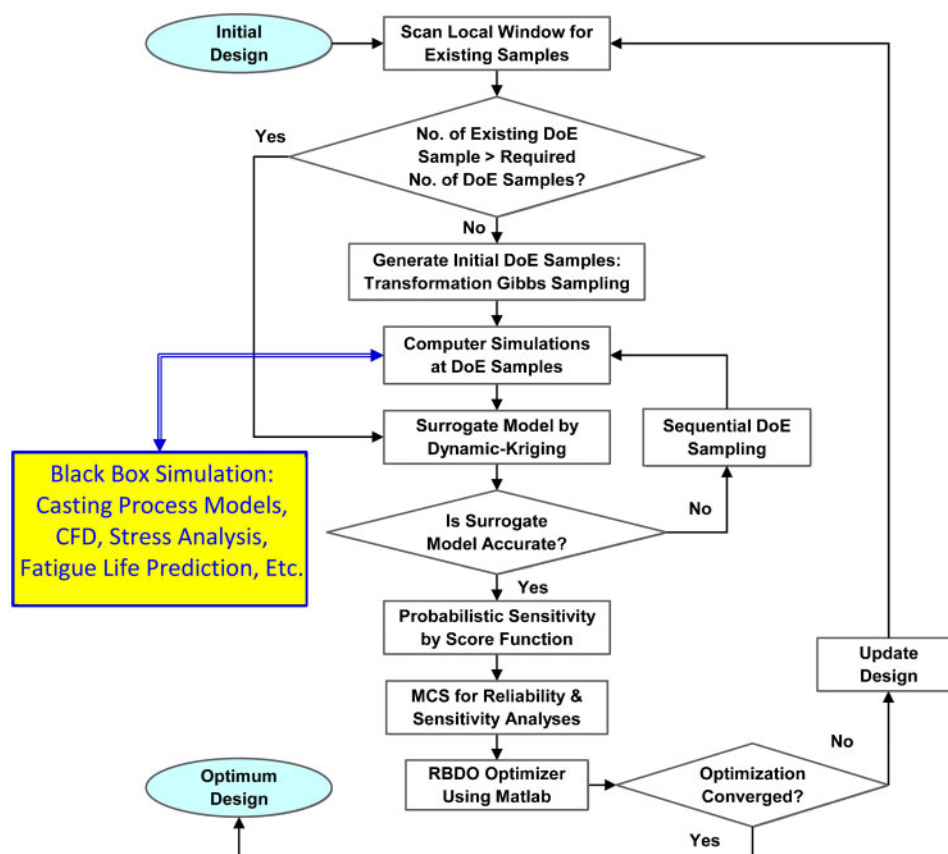 Initial
Design
Scan Local Window for
Existing Samples
Yes
No. of Existing DoE
Sample > Required
No. of DoE Samples?
No
Generate Initial DoE Samples:
Transformation Gibbs Sampling
Computer Simulations
at DoE Samples
Surrogate Model by
Dynamic-Kriging
Sequential DoE
Sampling
Black Box Simulation:
Casting Process Models,
CFD, Stress Analysis,
Fatigue Life Prediction, Etc.
Is Surrogate
Model Accurate?
No
Yes
Probabilistic Sensitivity
by Score Function
Update
Design
MCS for Reliability &
Sensitivity Analyses
No
Optimum
Design
RBDO Optimizer
Using Matlab
Optimization
Converged?
Yes